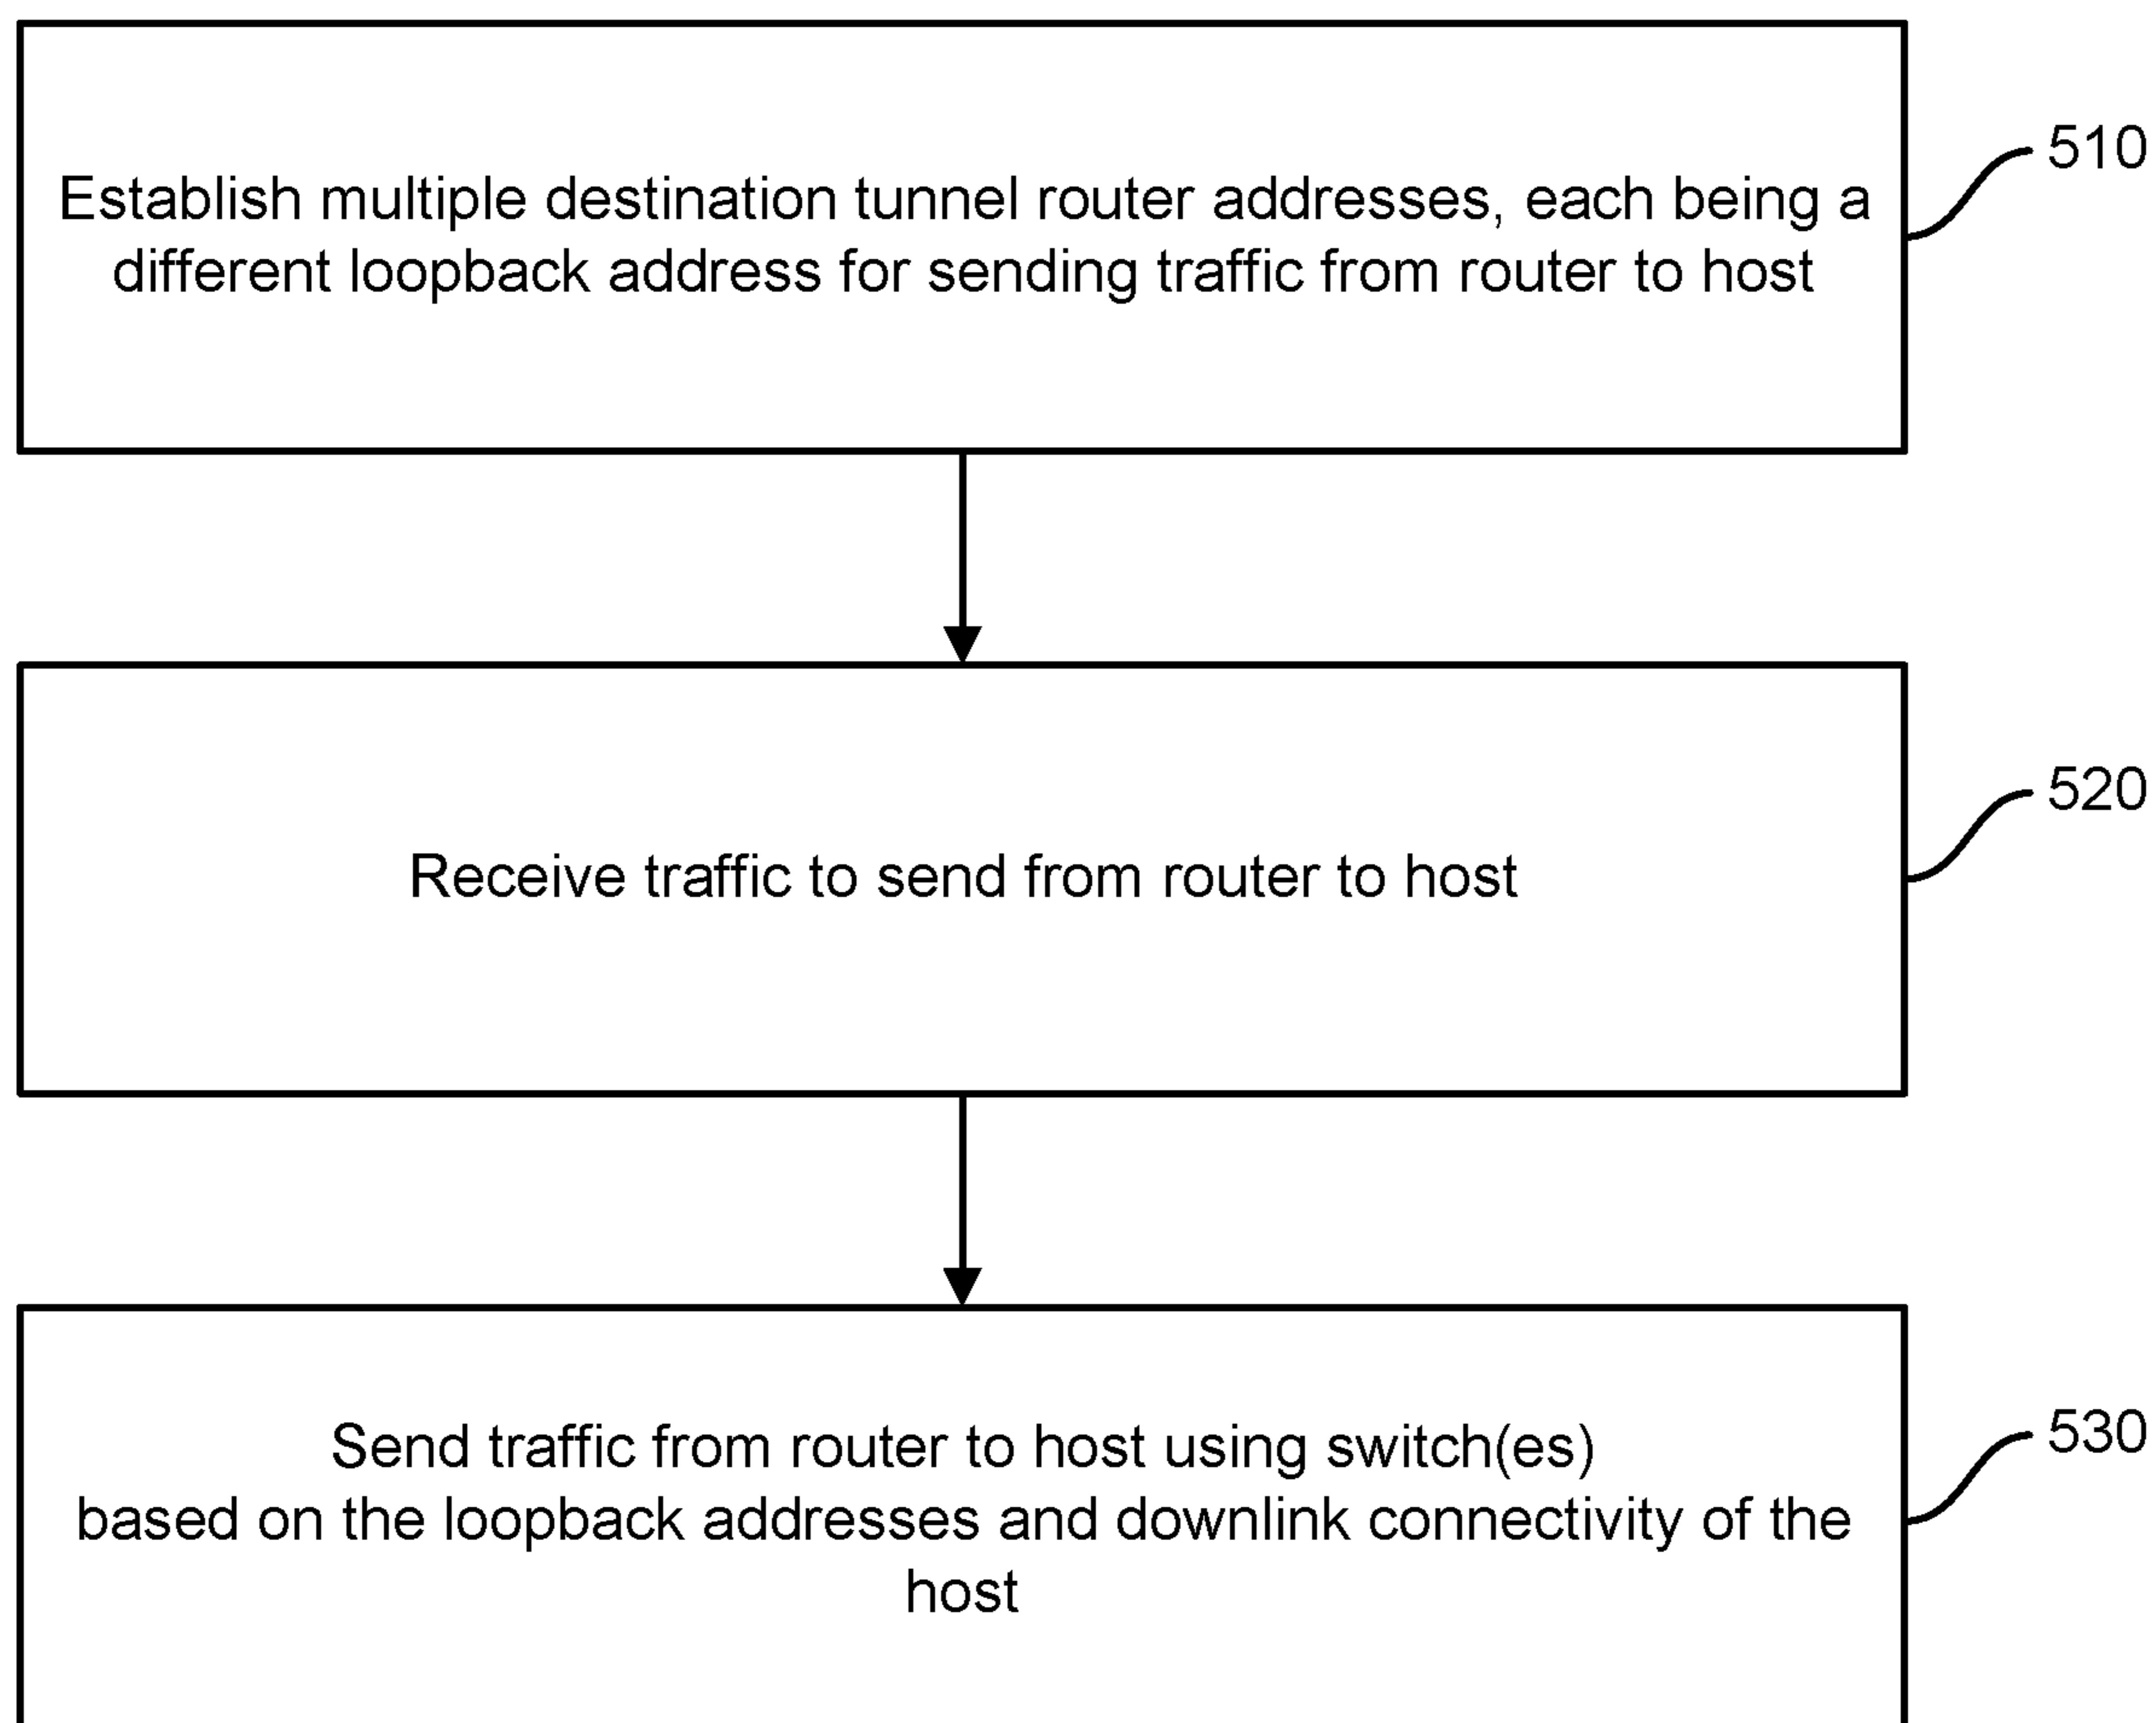 Establish multiple destination tunnel router addresses, each being a
different loopback address for sending traffic from router to host
510
Receive traffic to send from router to host
520
Send traffic from router to host using switch(es)
based on the loopback addresses and downlink connectivity of the
host
530